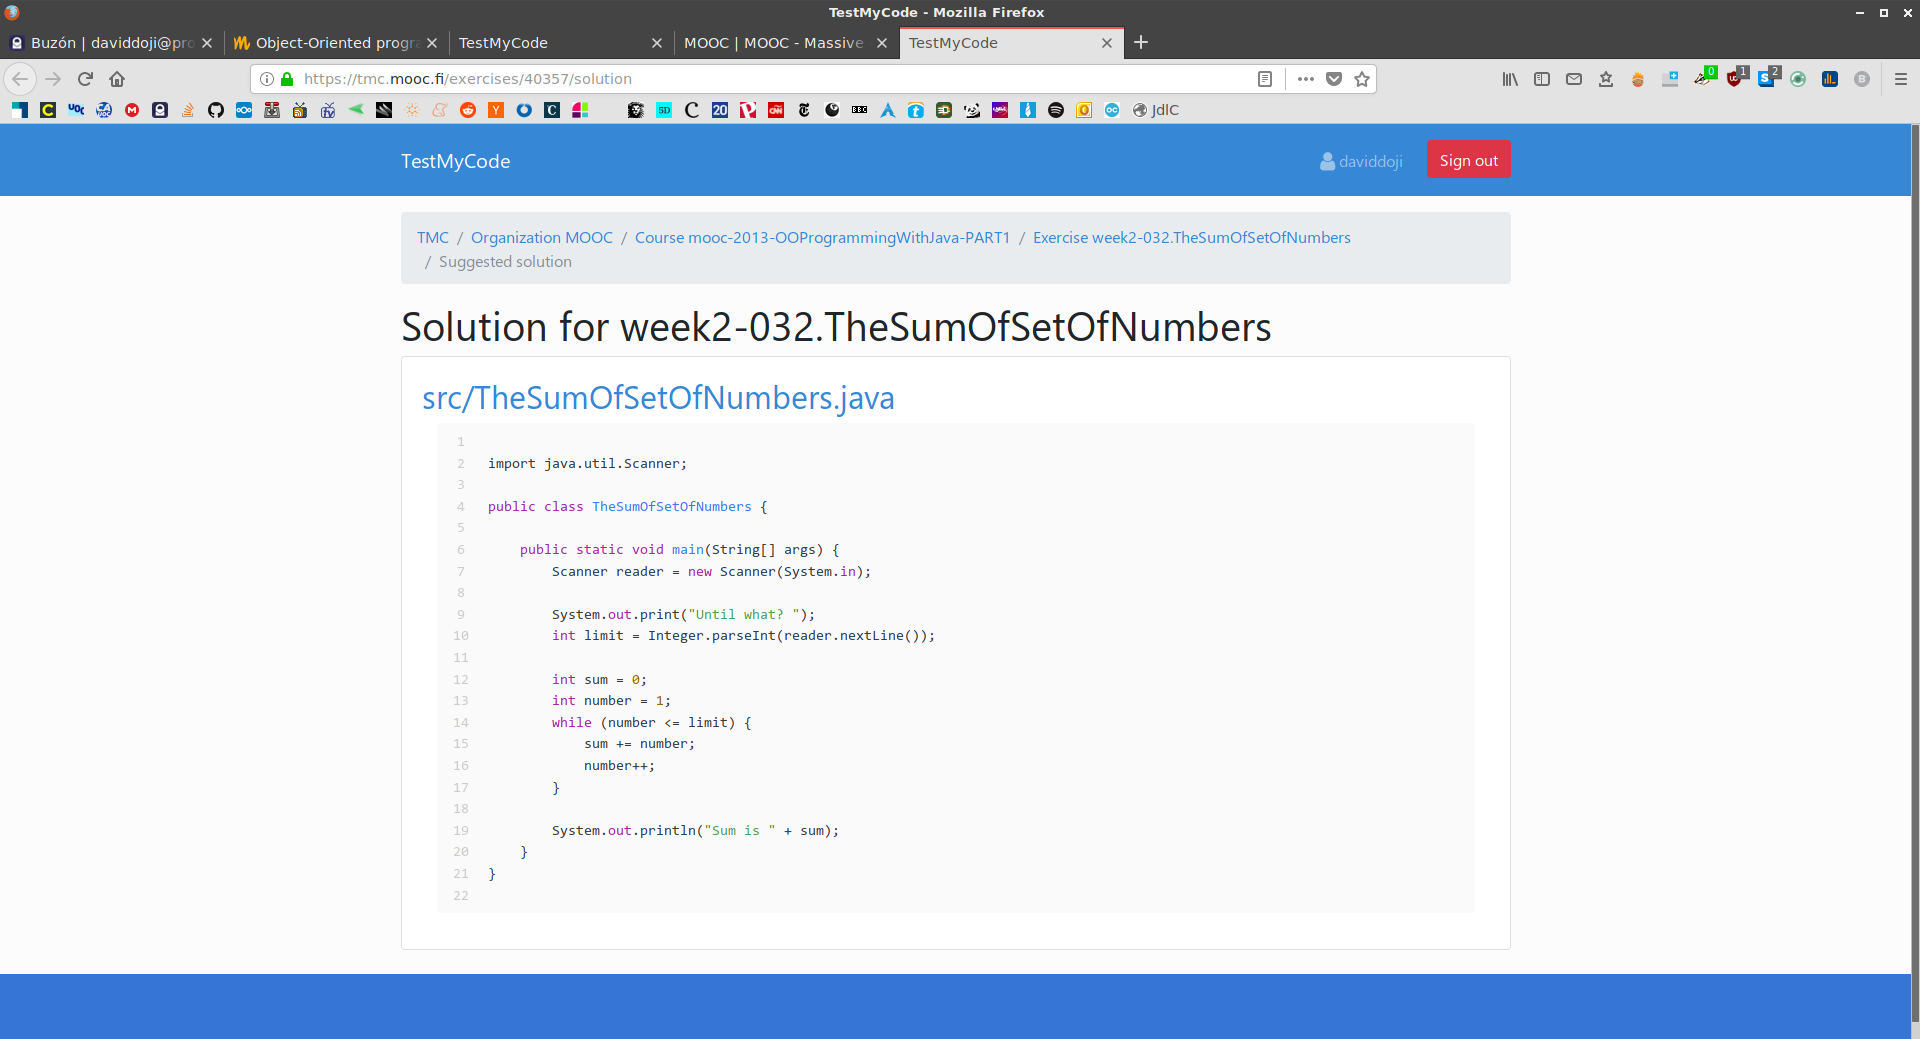 TestMyCode - Mozilla Firefox
Buzón | daviddoji@pro
Object-Oriented progra
TestMyCode
MOOC | MOOC - Massive
TestMyCode
https://tmc.mooc.fi/exercises/40357/solution
0
1
2
JdlC
TestMyCode
daviddoji
Sign out
TMC / Organization MOOC / Course mooc-2013-OOProgrammingWithJava-PART1 / Exercise week2-032.TheSumOfSetOfNumbers
/ Suggested solution
Solution for week2-032.TheSumOfSetOfNumbers
src/TheSumOfSetOfNumbers.java
1
2 import java.util.Scanner;
3
4 public class TheSumOfSetOfNumbers {
5
6 public static void main(String[] args) {
7 Scanner reader = new Scanner(System.in);
8
9 System.out.print("Until what? ");
10 int limit = Integer.parseInt(reader.nextLine());
11
12 int sum = 0;
13 int number = 1;
14 while (number <= limit) {
15 sum += number;
16 number++;
17 }
18
19 System.out.println("Sum is " + sum);
20 }
21 }
22